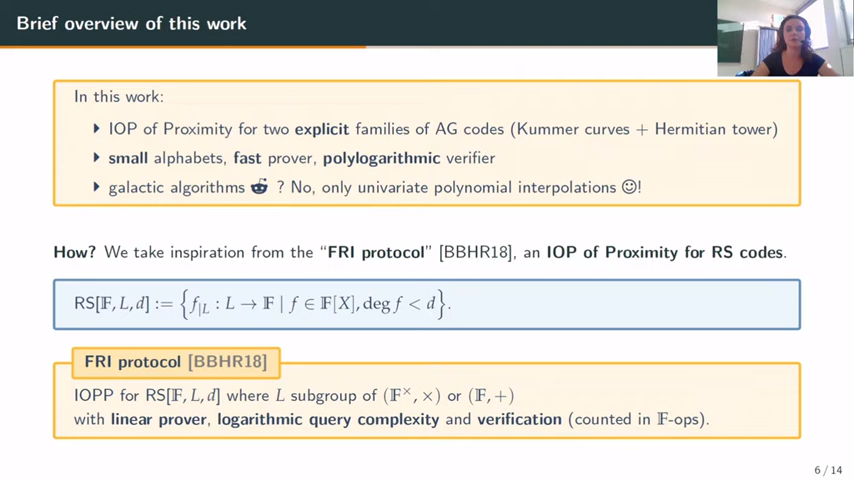 Brief overview of this work
In this work:
IOP of Proximity for two explicit families of AG codes (Kummer curves + Hermitian tower)
small alphabets, fast prover, polylogarithmic verifier
galactic algorithms ? No, only univariate polynomial interpolations ☺!
How? We take inspiration from the “FRI protocol” [BBHR18], an IOP of Proximity for RS codes.
RS[𝔽, L, d] := {f|L : L → 𝔽 | f ∈ 𝔽[X], deg f < d}.
FRI protocol [BBHR18]
IOPP for RS[𝔽, L, d] where L subgroup of (𝔽×, ×) or (𝔽, +)
with linear prover, logarithmic query complexity and verification (counted in 𝔽-ops).
6 / 14